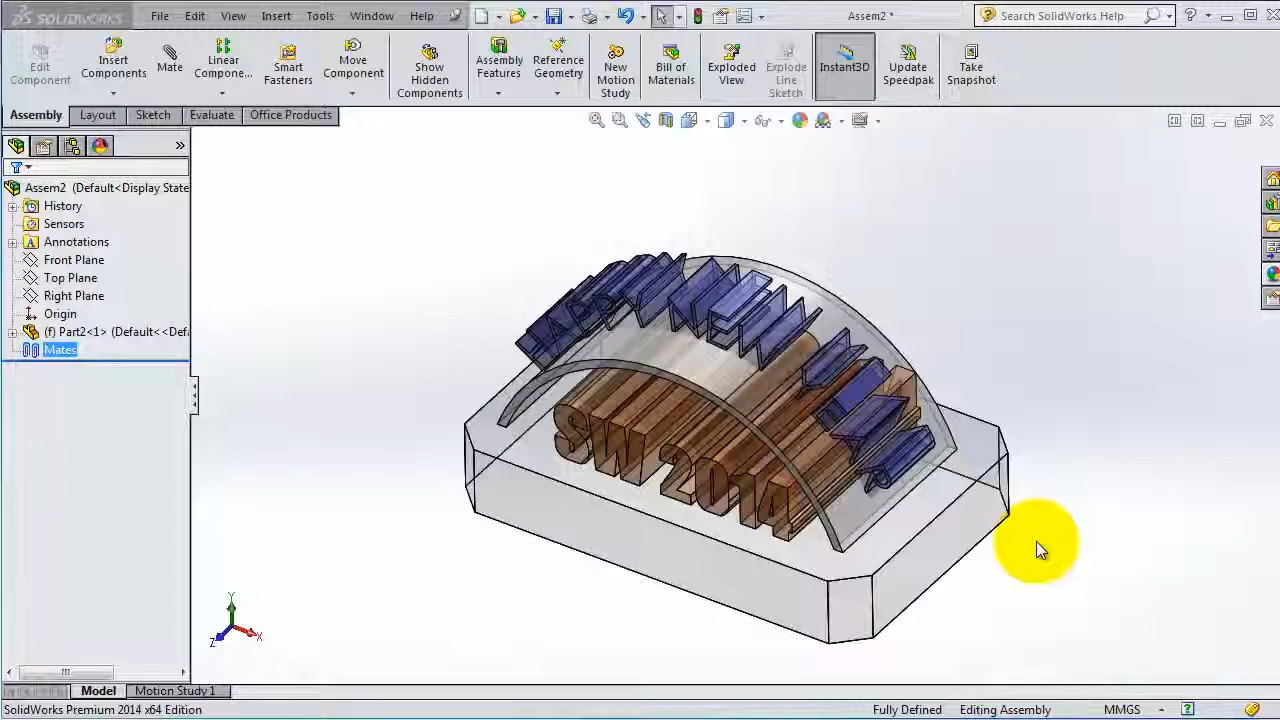 SOLIDWORKS File Edit View Insert Tools Window Help Assem2 * Search SolidWorks Help
Edit Component
Insert Components
Mate
Linear Compone...
Smart Fasteners
Move Component
Show Hidden Components
Assembly Features
Reference Geometry
New Motion Study
Bill of Materials
Exploded View
Explode Line Sketch
Instant3D
Update Speedpak
Take Snapshot
Assembly Layout Sketch Evaluate Office Products
Assem2 (Default<Display State
History
Sensors
Annotations
Front Plane
Top Plane
Right Plane
Origin
(f) Part2<1> (Default<<Def
Mates
SW 2014
Y
Z
X
Model Motion Study 1
SolidWorks Premium 2014 x64 Edition Fully Defined Editing Assembly MMGS